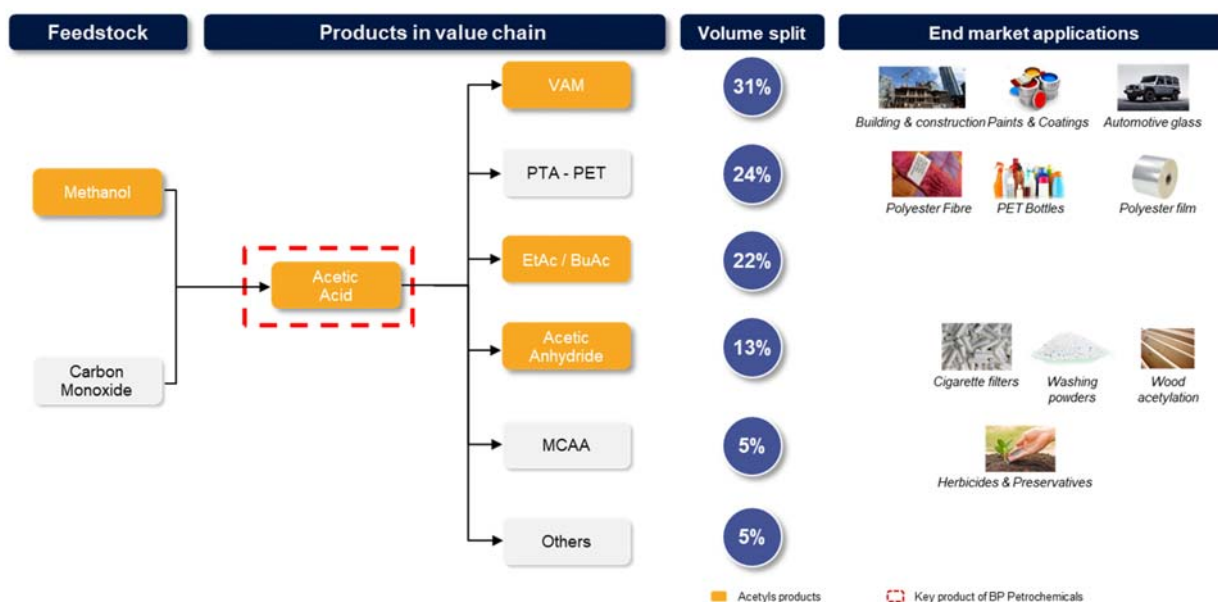 Feedstock
Products in value chain
Volume split
End market applications
VAM
31%
Building & construction
Paints & Coatings
Automotive glass
Methanol
PTA - PET
24%
Polyester Fibre
PET Bottles
Polyester film
Acetic
Acid
EtAc / BuAc
22%
Carbon
Monoxide
Acetic
Anhydride
13%
Cigarette filters
Washing
powders
Wood
acetylation
MCAA
5%
Herbicides & Preservatives
Others
5%
Acetyls products
Key product of BP Petrochemicals